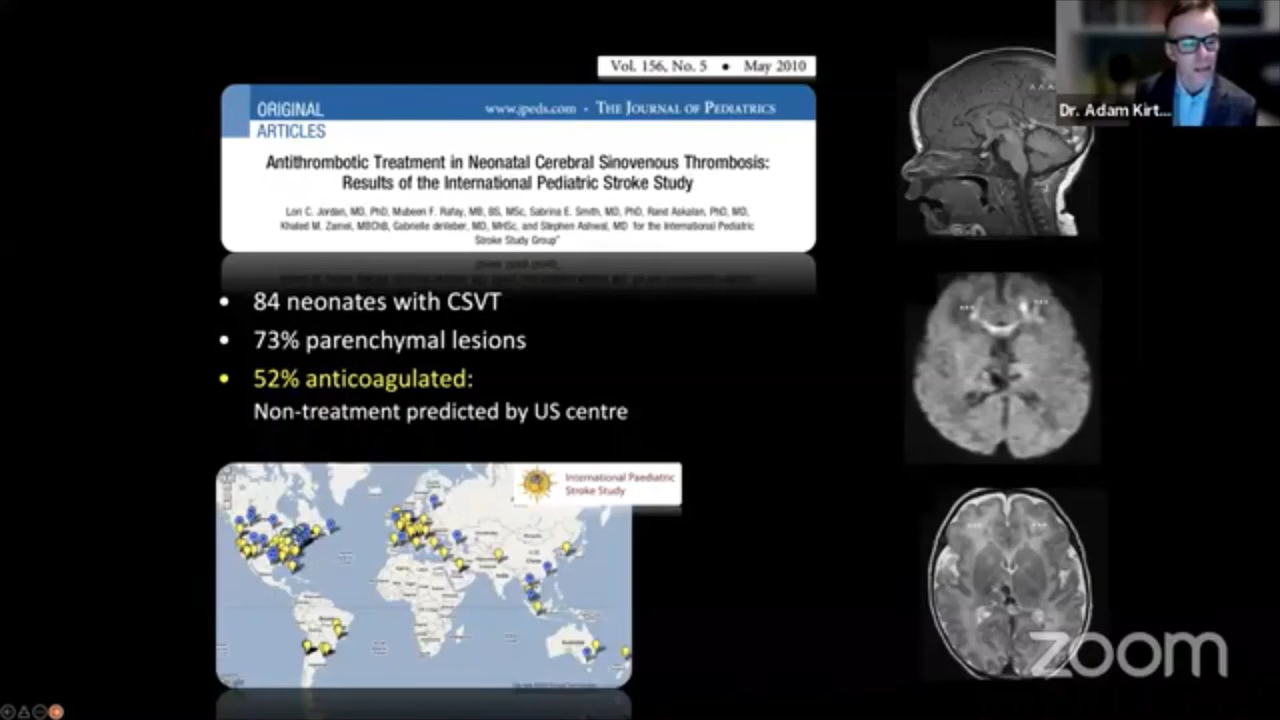 Vol. 156, No. 5 • May 2010
ORIGINAL
ARTICLES
www.jpeds.com • THE JOURNAL OF PEDIATRICS
Antithrombotic Treatment in Neonatal Cerebral Sinovenous Thrombosis:
Results of the International Pediatric Stroke Study
Lori C. Jordan, MD, PhD, Mubeen F. Rafay, MB, BS, MSc, Sabrina E. Smith, MD, PhD, Rand Askalan, PhD, MD,
Khaled M. Zamel, MBChB, Gabrielle deVeber, MD, MHSc, and Stephen Ashwal, MD for the International Pediatric
Stroke Study Group*
• 84 neonates with CSVT
• 73% parenchymal lesions
• 52% anticoagulated:
Non-treatment predicted by US centre
International Paediatric
Stroke Study
Dr. Adam Kirt...
zoom